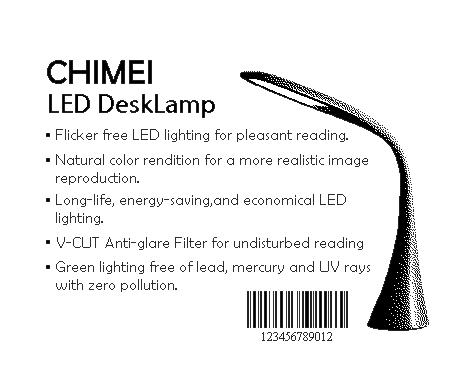 CHIMEI
LED DeskLamp
▪ Flicker free LED lighting for pleasant reading.
▪ Natural color rendition for a more realistic image
reproduction.
▪ Long-life, energy-saving,and economical LED
lighting.
▪ V-CUT Anti-glare Filter for undisturbed reading
▪ Green lighting free of lead, mercury and UV rays
with zero pollution.
123456789012